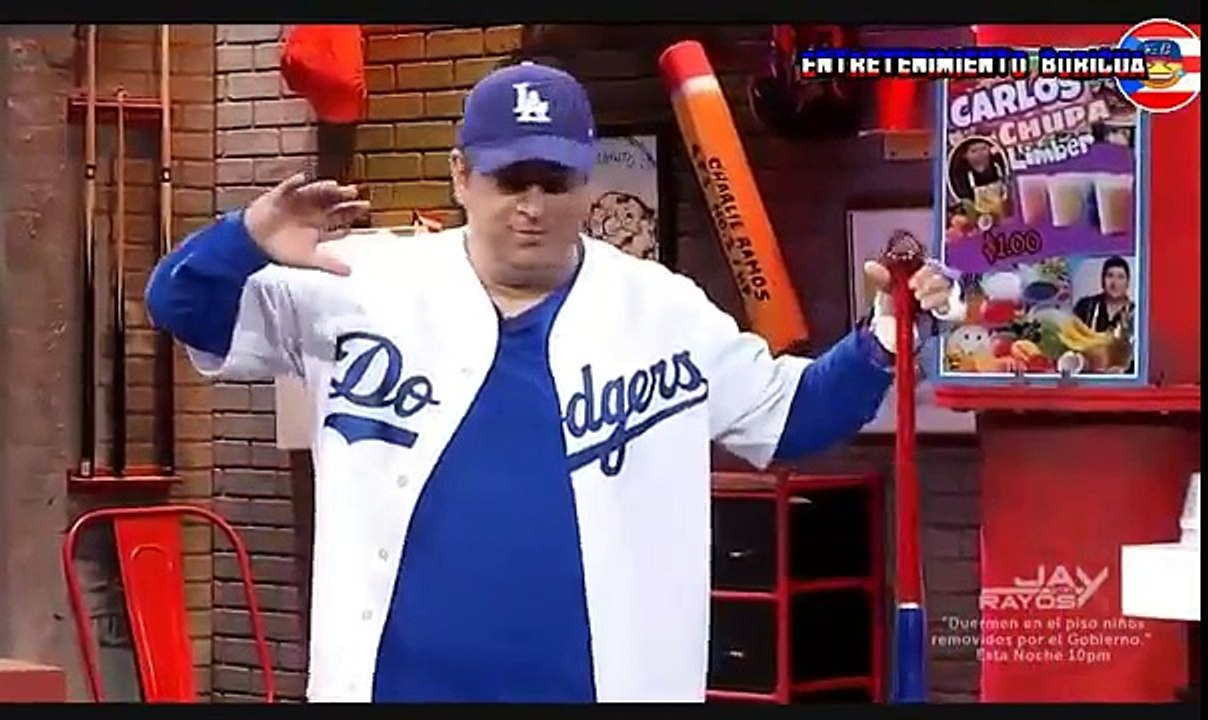 ENTRETENIMIENTO BORICUA
LA
CARLOS
CHUPA
Limber
$1.00
CHARLIE RAMOS
Dodgers
JAY
RAYOS
"Duermen en el piso niños
removidos por el Gobierno."
Esta Noche 10pm